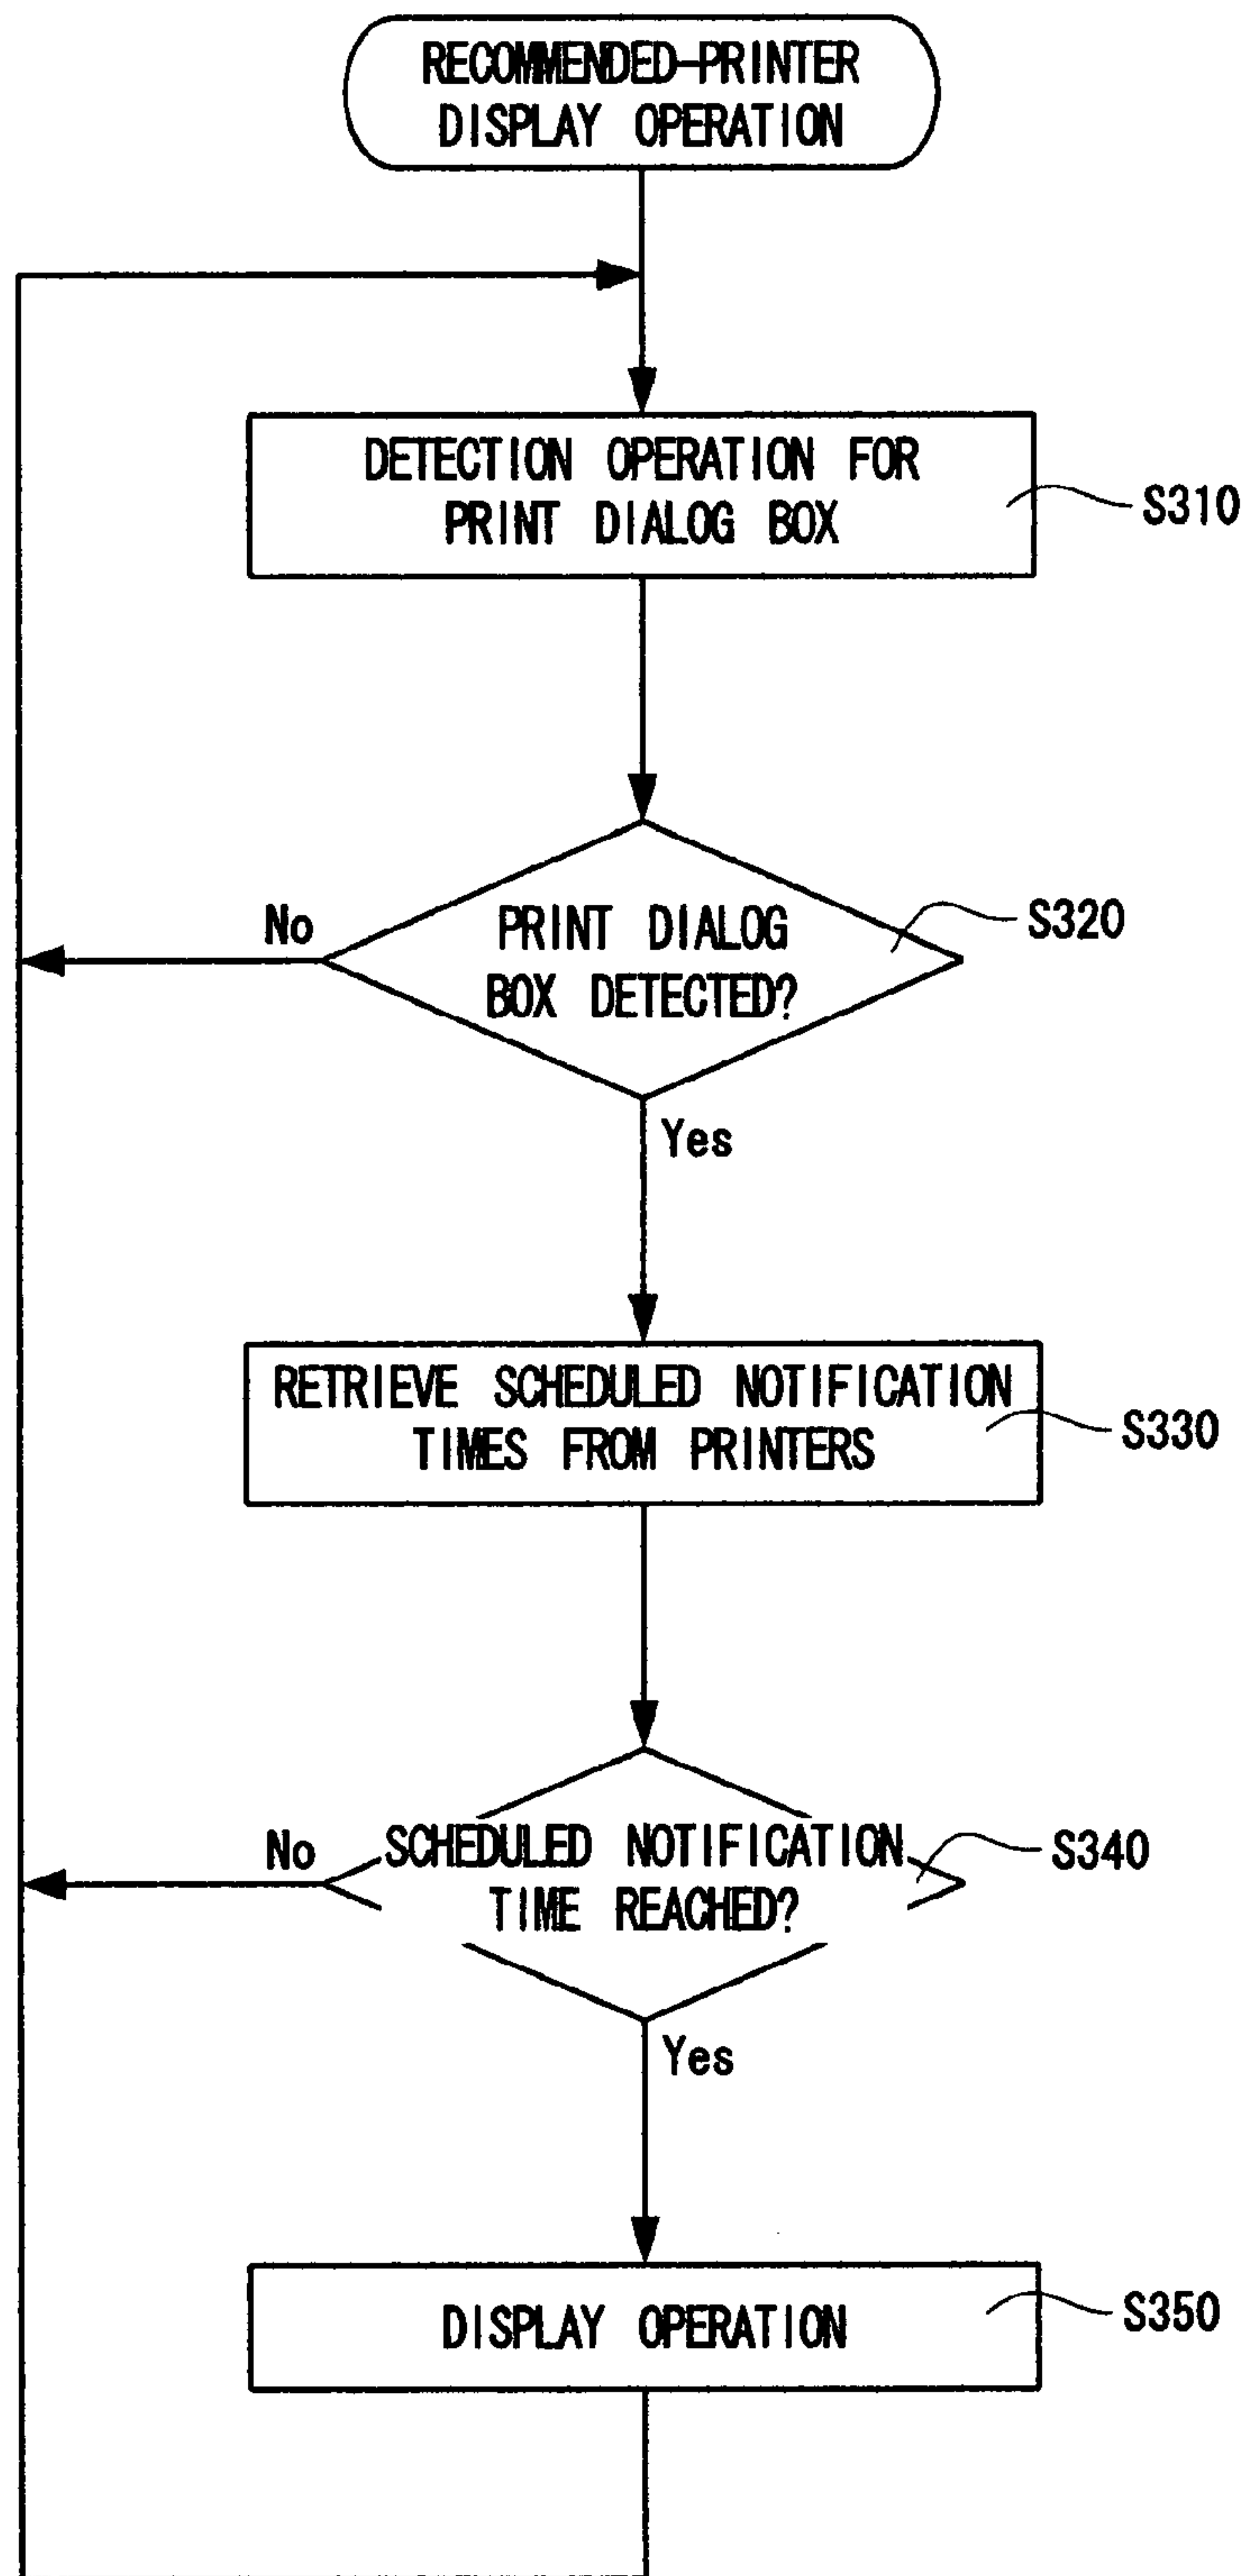 RECOMMENDED-PRINTER
DISPLAY OPERATION
DETECTION OPERATION FOR
PRINT DIALOG BOX
S310
PRINT DIALOG
BOX DETECTED?
S320
No
Yes
RETRIEVE SCHEDULED NOTIFICATION
TIMES FROM PRINTERS
S330
SCHEDULED NOTIFICATION
TIME REACHED?
S340
No
Yes
DISPLAY OPERATION
S350